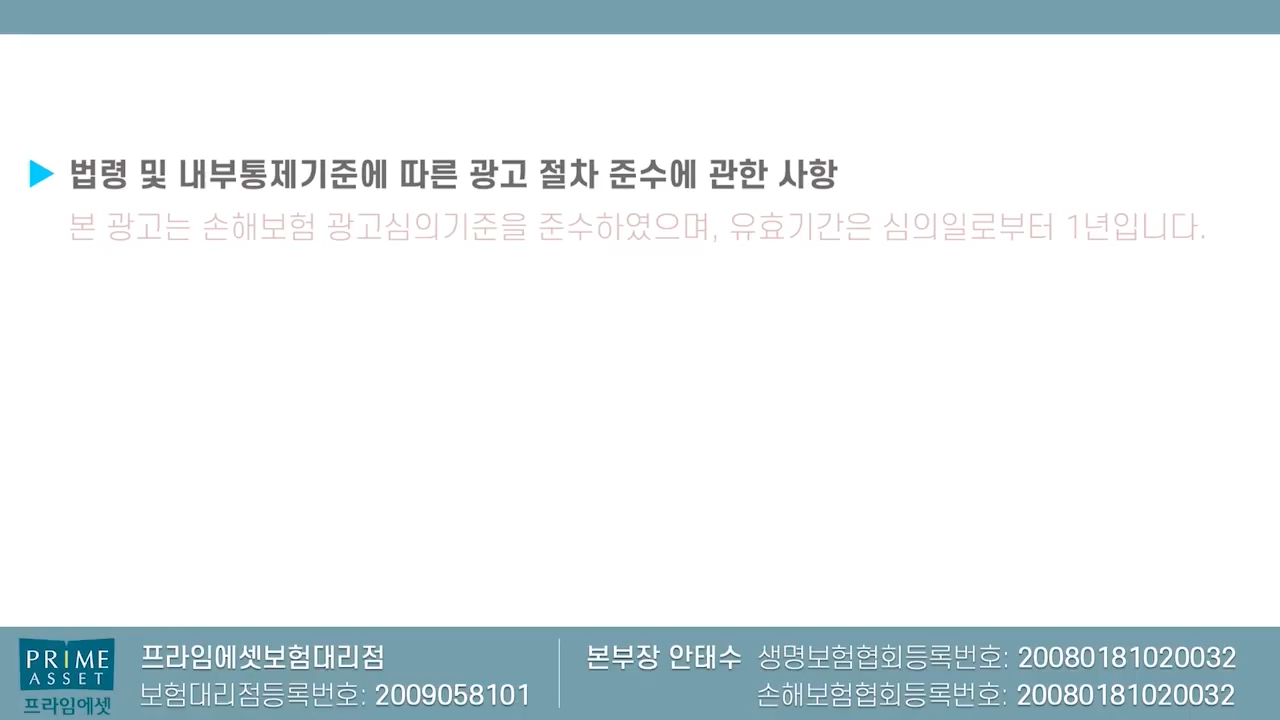 ▶ 법령 및 내부통제기준에 따른 광고 절차 준수에 관한 사항
본 광고는 손해보험 광고심의기준을 준수하였으며, 유효기간은 심의일로부터 1년입니다.
PRIME
ASSET
프라임에셋
프라임에셋보험대리점
보험대리점등록번호: 2009058101
본부장 안태수 생명보험협회등록번호: 20080181020032
손해보험협회등록번호: 20080181020032